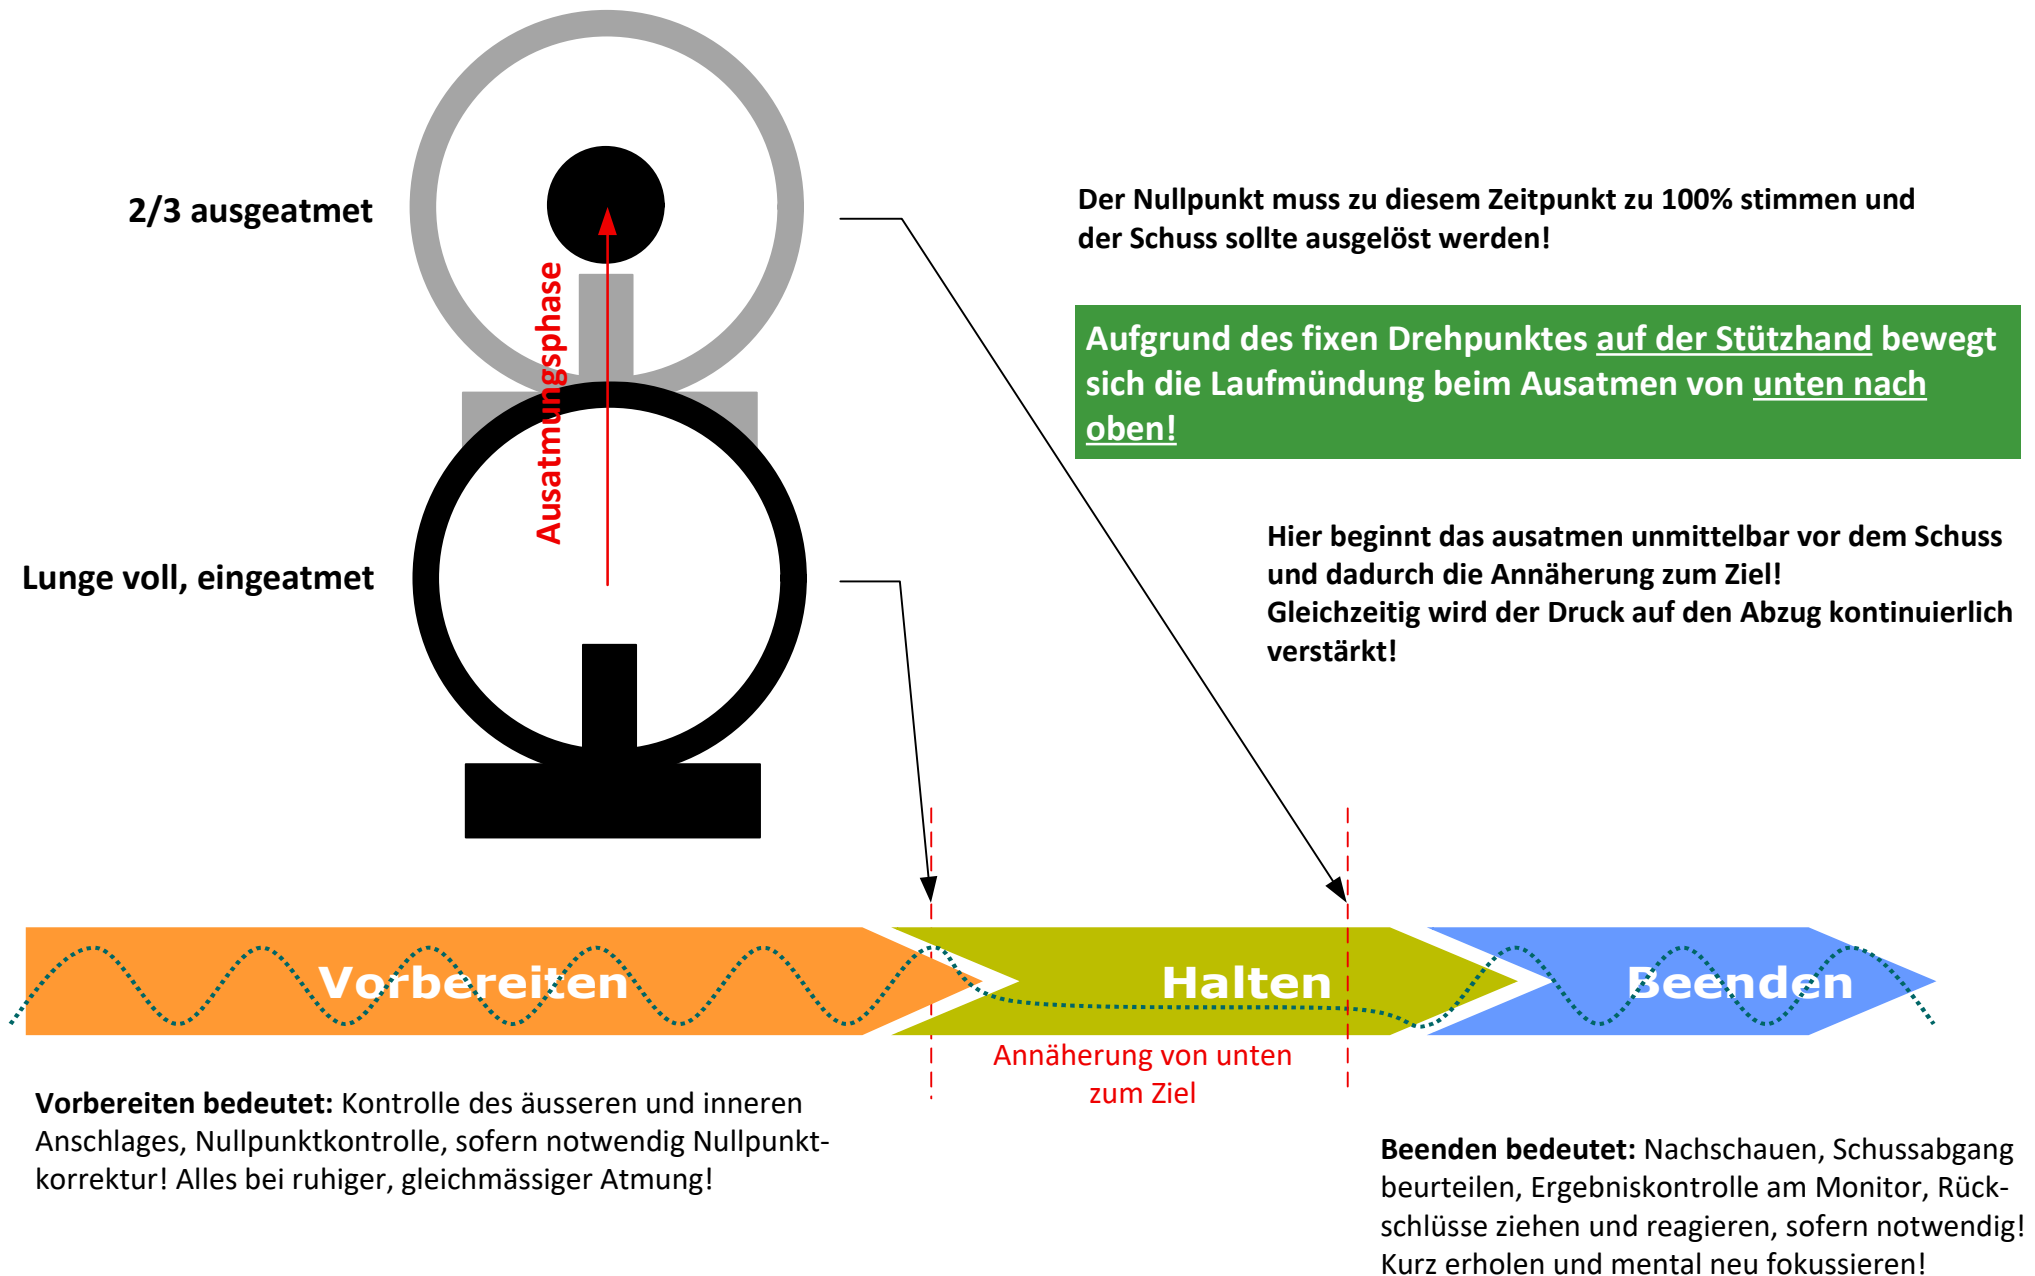 2/3 ausgeatmet
Der Nullpunkt muss zu diesem Zeitpunkt zu 100% stimmen und
der Schuss sollte ausgelöst werden!
Ausatmungsphase
Aufgrund des fixen Drehpunktes auf der Stützhand bewegt
sich die Laufmündung beim Ausatmen von unten nach
oben!
Lunge voll, eingeatmet
Hier beginnt das ausatmen unmittelbar vor dem Schuss
und dadurch die Annäherung zum Ziel!
Gleichzeitig wird der Druck auf den Abzug kontinuierlich
verstärkt!
Vorbereiten
Halten
Beenden
Annäherung von unten
zum Ziel
Vorbereiten bedeutet: Kontrolle des äusseren und inneren
Anschlages, Nullpunktkontrolle, sofern notwendig Nullpunkt-
korrektur! Alles bei ruhiger, gleichmässiger Atmung!
Beenden bedeutet: Nachschauen, Schussabgang
beurteilen, Ergebniskontrolle am Monitor, Rück-
schlüsse ziehen und reagieren, sofern notwendig!
Kurz erholen und mental neu fokussieren!